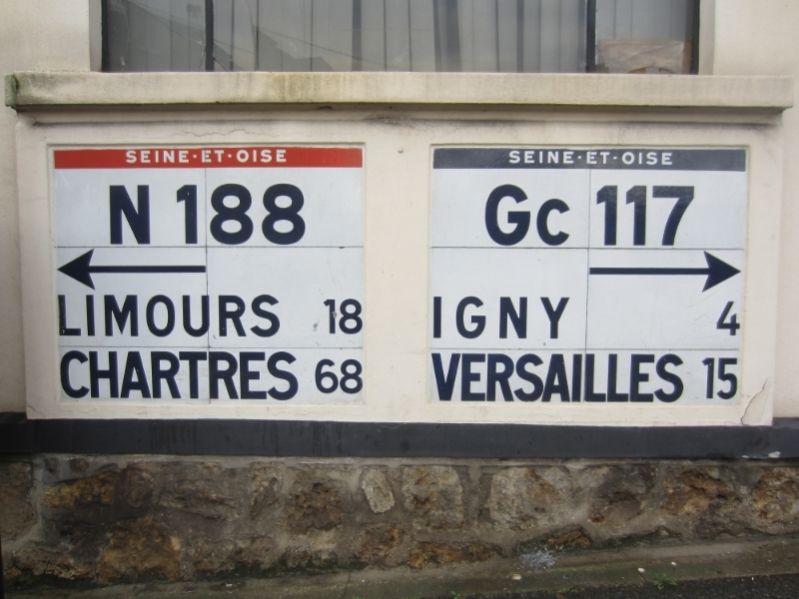 SEINE·ET·OISE
N 188
LIMOURS 18
CHARTRES 68
SEINE·ET·OISE
Gc 117
IGNY 4
VERSAILLES 15